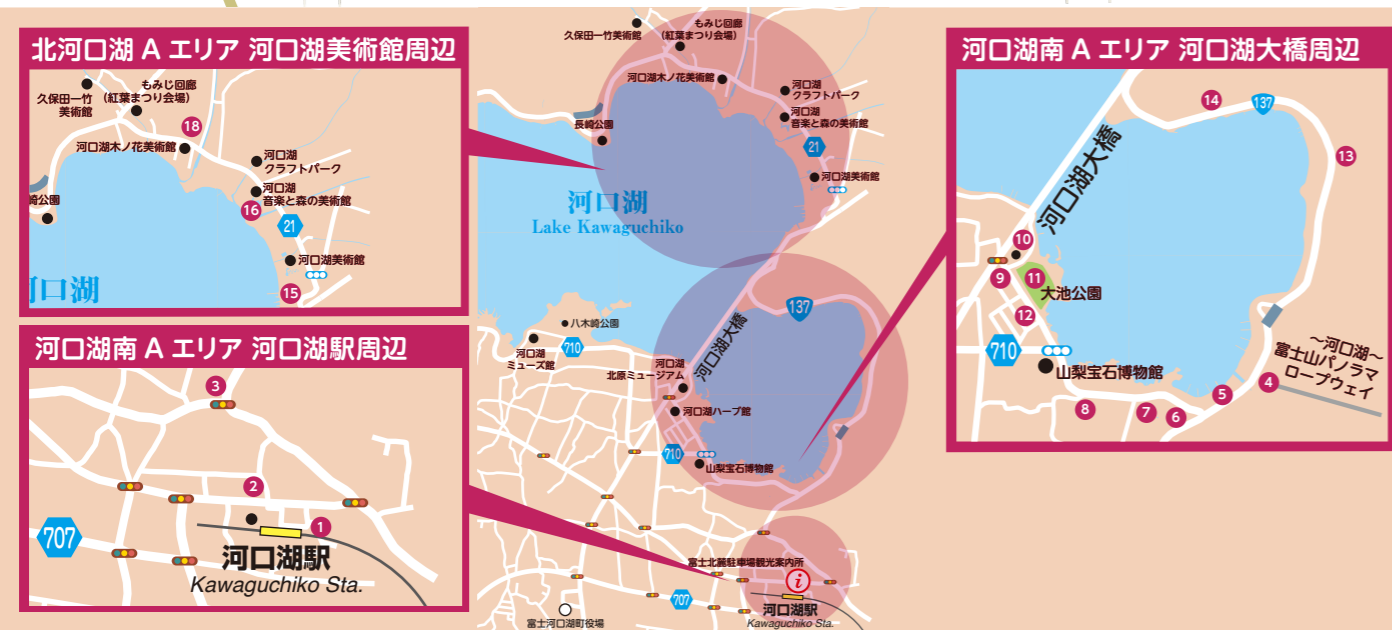 北河口湖 A エリア 河口湖美術館周辺
久保田一竹
美術館
もみじ回廊
（紅葉まつり会場）
18
河口湖木ノ花美術館
河口湖
クラフトパーク
河口湖
音楽と森の美術館
崎公園
16
21
河口湖美術館
15
河口湖
河口湖南 A エリア 河口湖駅周辺
3
2
1
707
河口湖駅
Kawaguchiko Sta.
久保田一竹美術館
もみじ回廊
（紅葉まつり会場）
河口湖木ノ花美術館
河口湖
クラフトパーク
河口湖
音楽と森の美術館
長崎公園
21
河口湖美術館
河口湖
Lake Kawaguchiko
137
河口湖大橋
八木崎公園
河口湖
ミューズ館
710
河口湖
北原ミュージアム
河口湖ハーブ館
710
山梨宝石博物館
富士北麓駐車場観光案内所
i
707
河口湖駅
Kawaguchiko Sta.
富士河口湖町役場
河口湖南 A エリア 河口湖大橋周辺
14
137
13
河口湖大橋
10
9
11
大池公園
12
710
山梨宝石博物館
～河口湖～
富士山パノラマ
ロープウェイ
4
5
8
7
6